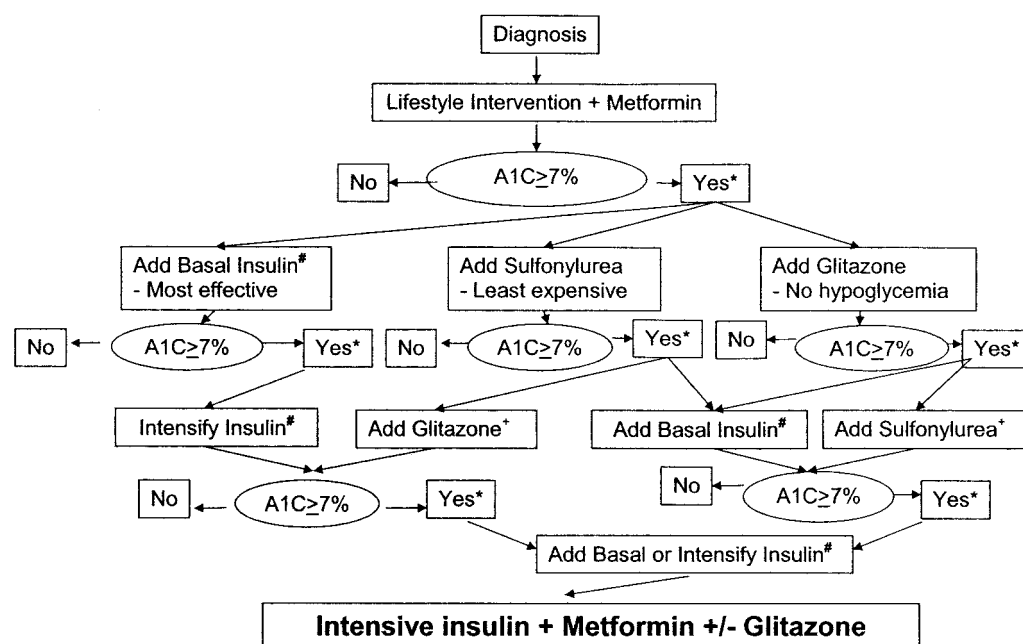 Diagnosis
Lifestyle Intervention + Metformin
No
A1C≥7%
Yes*
Add Basal Insulin#
- Most effective
Add Sulfonylurea
- Least expensive
Add Glitazone
- No hypoglycemia
No
A1C≥7%
Yes*
No
A1C≥7%
Yes*
No
A1C≥7%
Yes*
Intensify Insulin#
Add Glitazone+
Add Basal Insulin#
Add Sulfonylurea+
No
A1C≥7%
Yes*
No
A1C≥7%
Yes*
Add Basal or Intensify Insulin#
Intensive insulin + Metformin +/- Glitazone